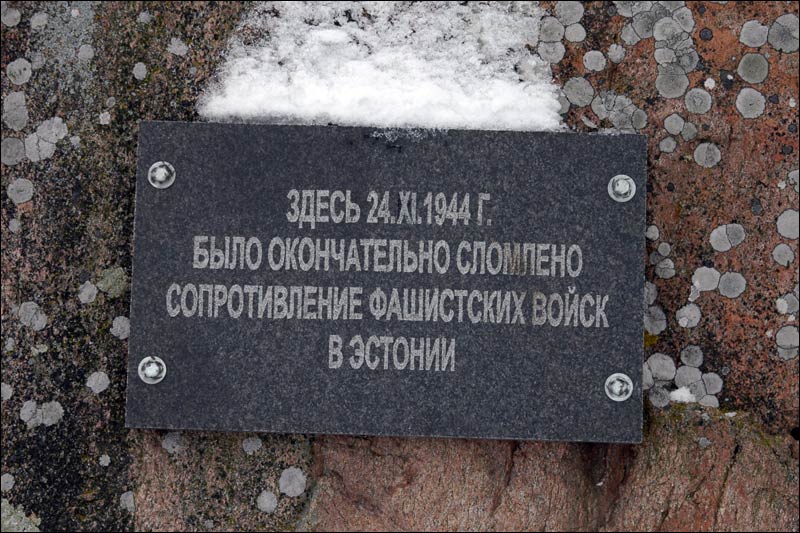 ЗДЕСЬ 24.XI.1944 Г.
БЫЛО ОКОНЧАТЕЛЬНО СЛОМЛЕНО
СОПРОТИВЛЕНИЕ ФАШИСТСКИХ ВОЙСК
В ЭСТОНИИ